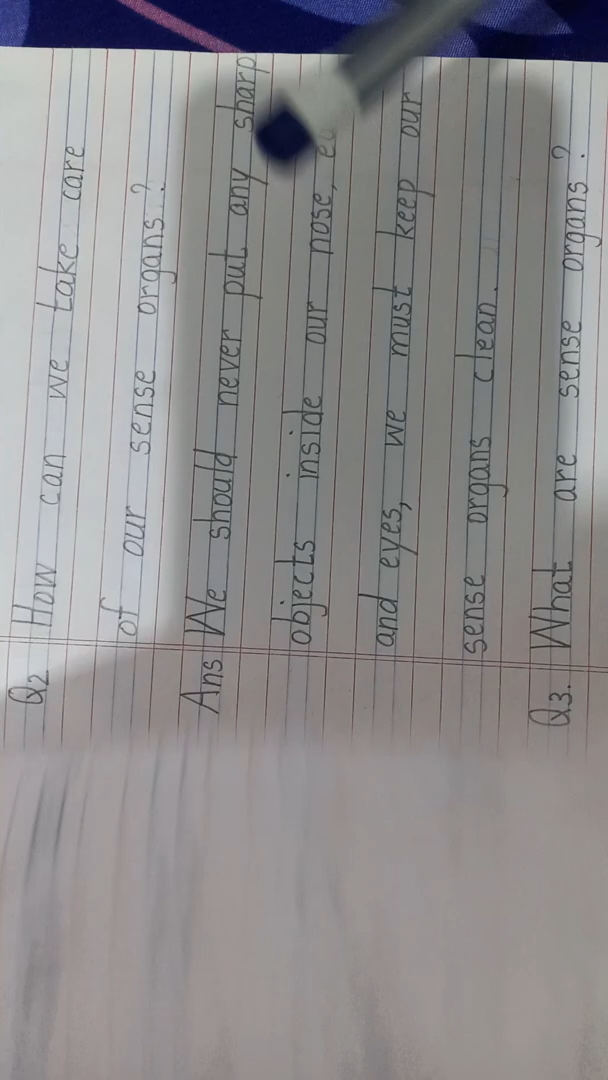 Q2 How can we take care
of our sense organs?
Ans We should never put any sharp
objects inside our nose,
and eyes, we must keep our
sense organs clean.
Q3. What are sense organs?